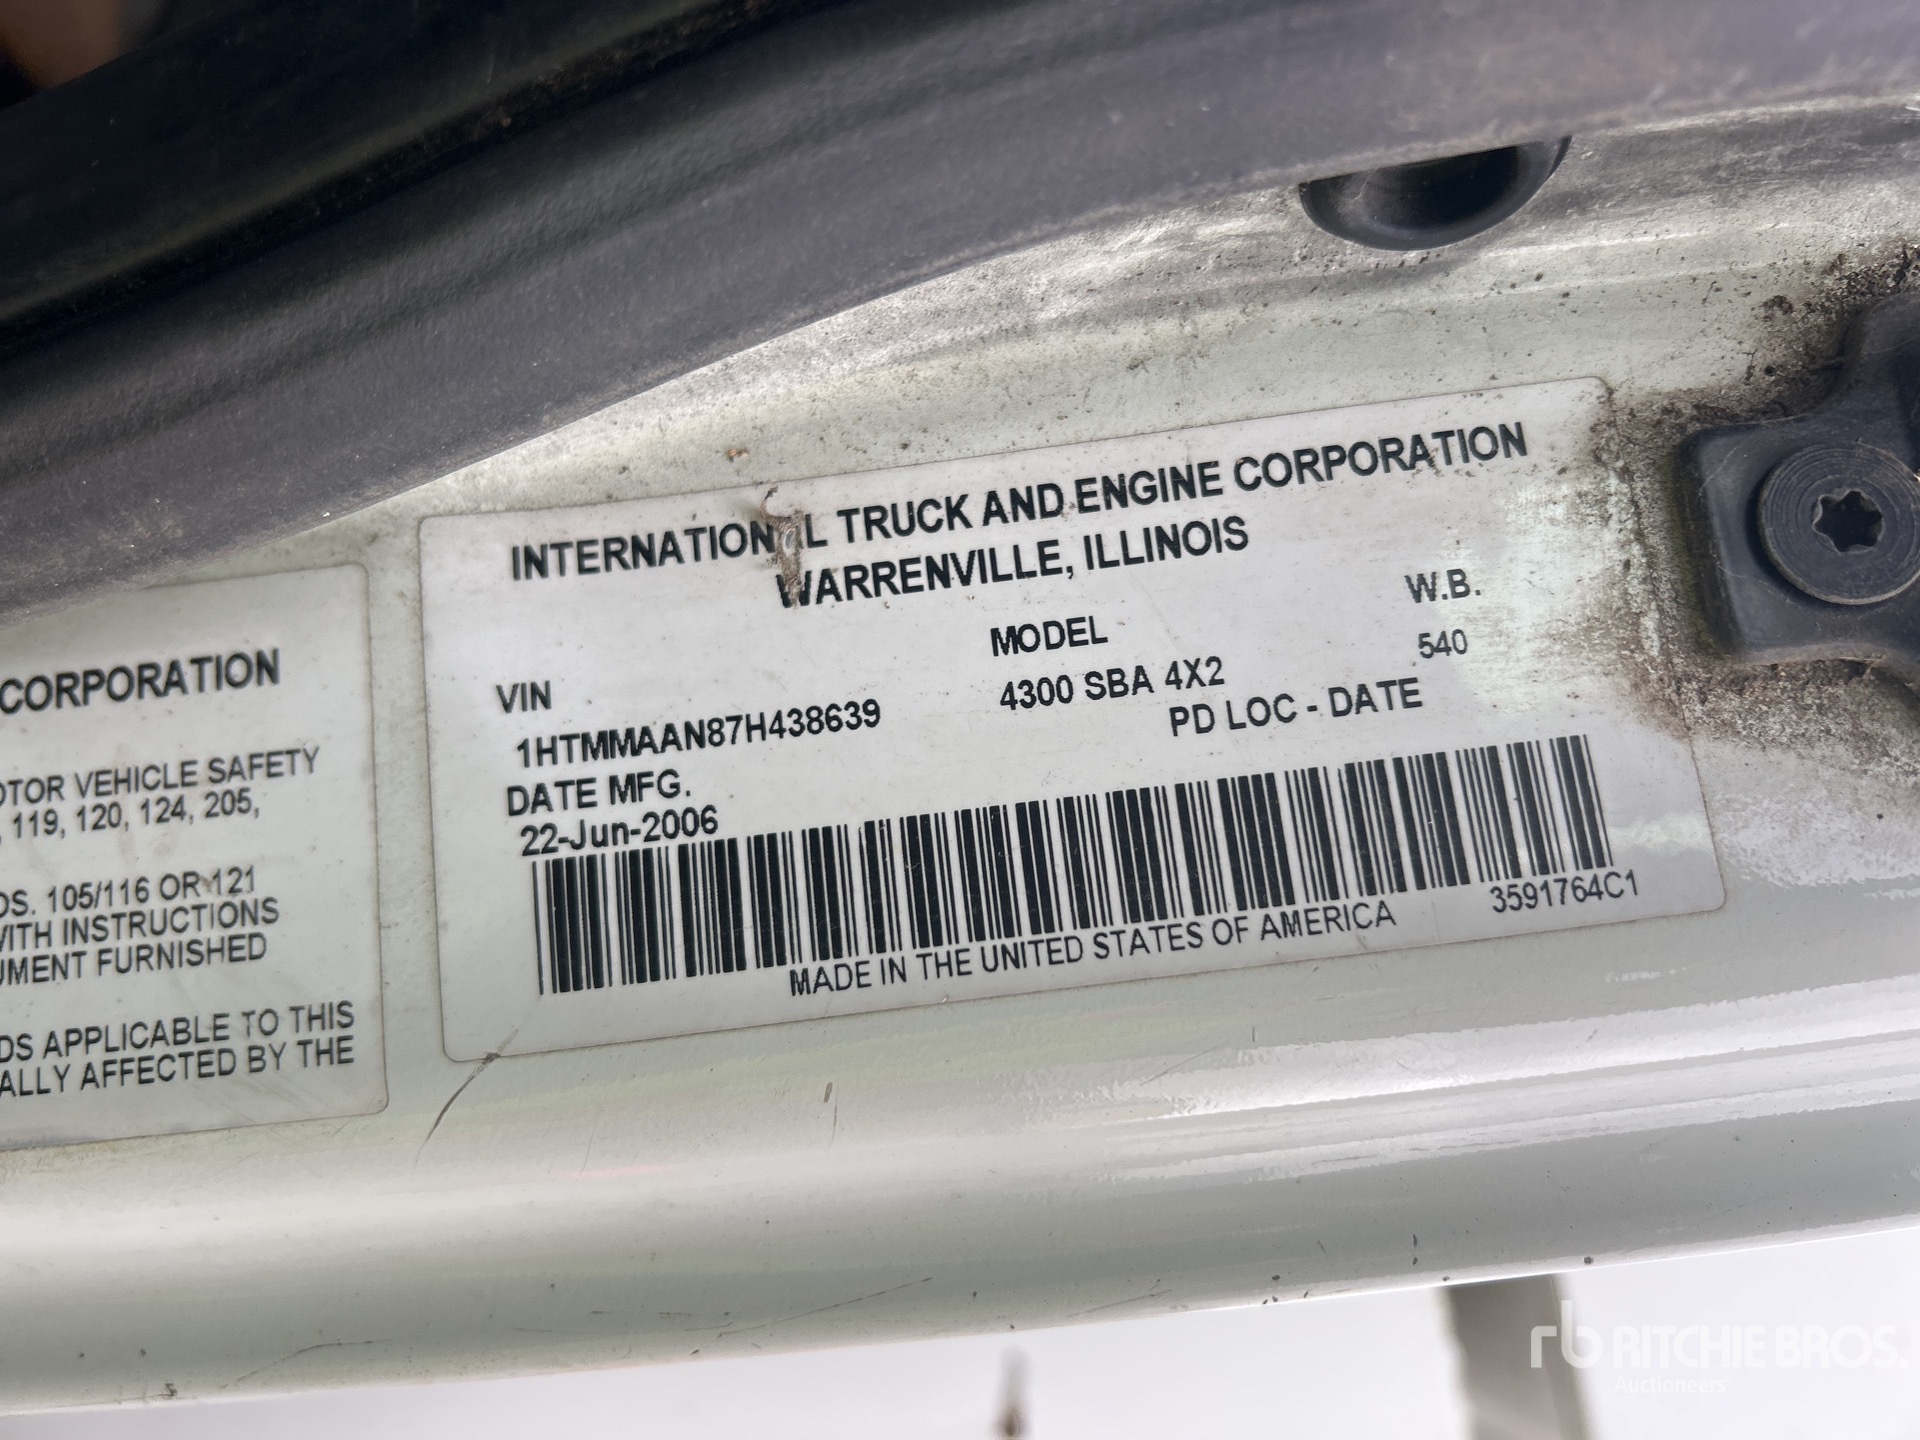 CORPORATION
OTOR VEHICLE SAFETY
, 119, 120, 124, 205,
OS. 105/116 OR 121
WITH INSTRUCTIONS
UMENT FURNISHED
DS APPLICABLE TO THIS
ALLY AFFECTED BY THE
INTERNATIONAL TRUCK AND ENGINE CORPORATION
WARRENVILLE, ILLINOIS
VIN MODEL W.B.
1HTMMAAN87H438639 4300 SBA 4X2 540
DATE MFG. PD LOC - DATE
22-Jun-2006
MADE IN THE UNITED STATES OF AMERICA 3591764C1
rb RITCHIE BROS.
Auctioneers